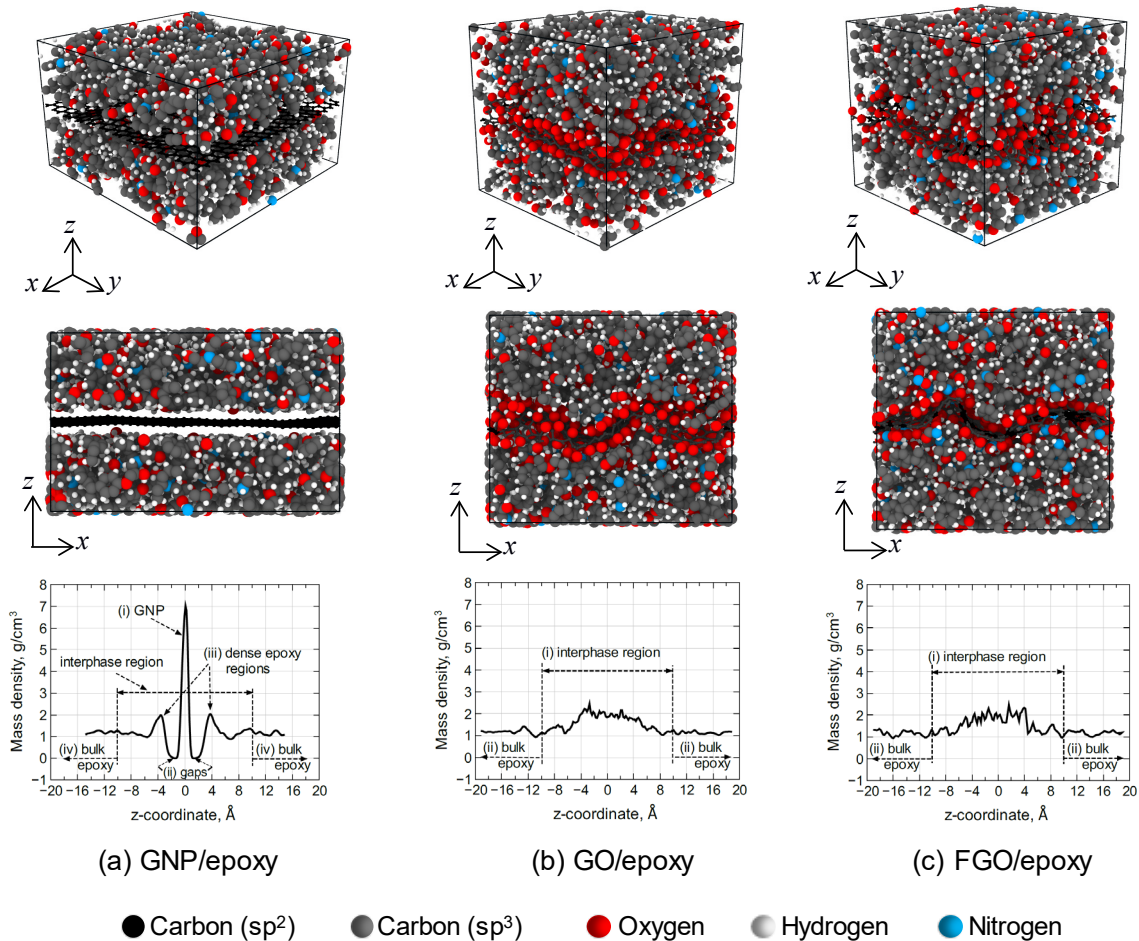 z
x
y
z
x
y
z
x
y
z
x
z
x
z
x
Mass density, g/cm³
8
7
6
5
4
3
2
1
0
−1
(i) GNP
(iii) dense epoxy
regions
interphase region
(iv) bulk
epoxy
(ii) gaps
(iv) bulk
epoxy
−20 −16 −12 −8 −4 0 4 8 12 16 20
z-coordinate, Å
Mass density, g/cm³
8
7
6
5
4
3
2
1
0
−1
(i) interphase region
(ii) bulk
epoxy
(ii) bulk
epoxy
−20 −16 −12 −8 −4 0 4 8 12 16 20
z-coordinate, Å
Mass density, g/cm³
8
7
6
5
4
3
2
1
0
−1
(i) interphase region
(ii) bulk
epoxy
(ii) bulk
epoxy
−20 −16 −12 −8 −4 0 4 8 12 16 20
z-coordinate, Å
(a) GNP/epoxy
(b) GO/epoxy
(c) FGO/epoxy
Carbon (sp²) Carbon (sp³) Oxygen Hydrogen Nitrogen